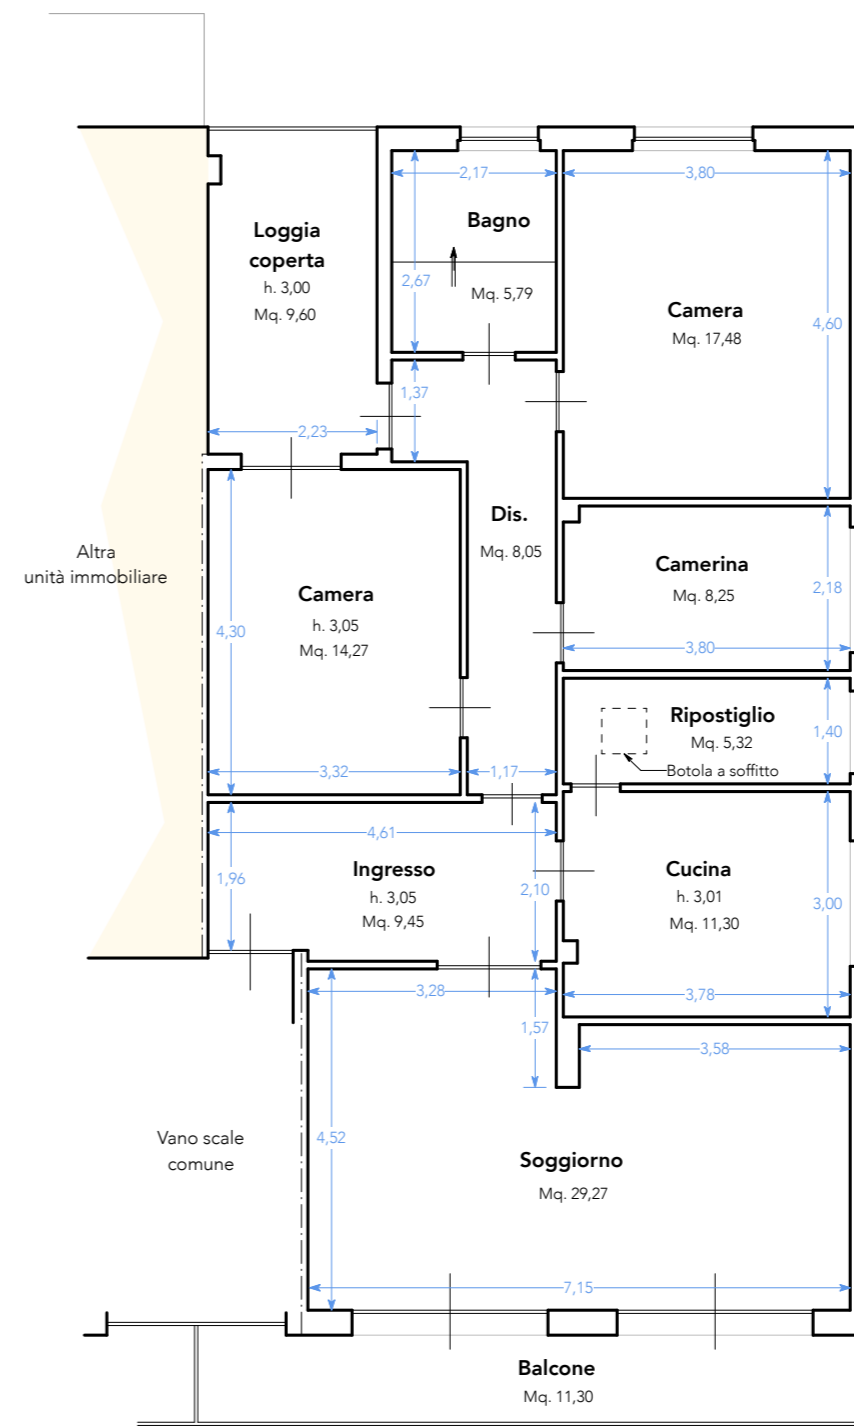 2,17
3,80
Bagno
Loggia
coperta
h. 3,00
Mq. 9,60
2,67
Mq. 5,79
Camera
Mq. 17,48
4,60
1,37
2,23
Dis.
Mq. 8,05
Altra
unità immobiliare
Camera
h. 3,05
Mq. 14,27
4,30
Camerina
Mq. 8,25
2,18
3,80
Ripostiglio
Mq. 5,32
1,40
Botola a soffitto
3,32
1,17
4,61
Ingresso
h. 3,05
Mq. 9,45
1,96
2,10
Cucina
h. 3,01
Mq. 11,30
3,00
3,28
3,78
1,57
3,58
Vano scale
comune
4,52
Soggiorno
Mq. 29,27
7,15
Balcone
Mq. 11,30